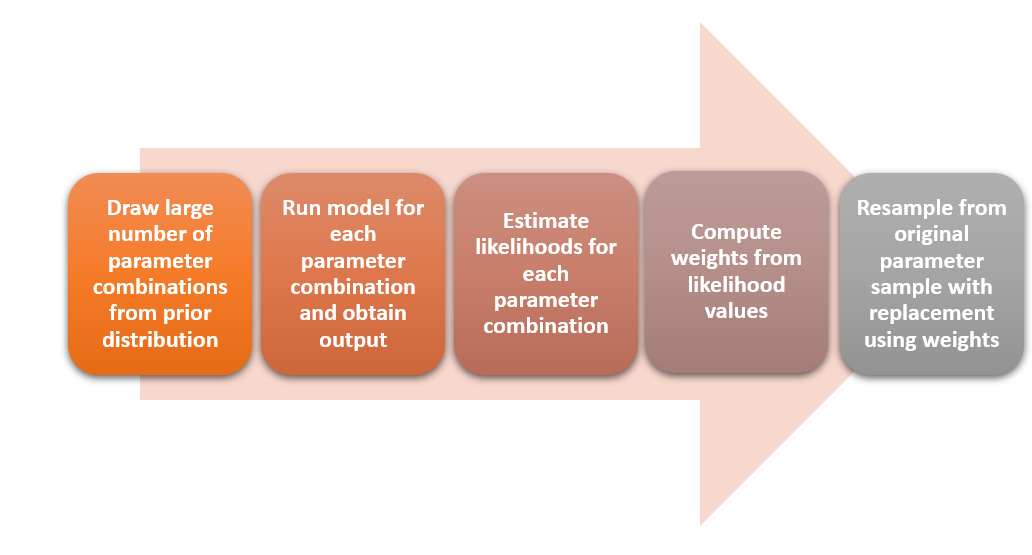 Draw large
number of
parameter
combinations
from prior
distribution
Run model for
each
parameter
combination
and obtain
output
Estimate
likelihoods for
each
parameter
combination
Compute
weights from
likelihood
values
Resample from
original
parameter
sample with
replacement
using weights